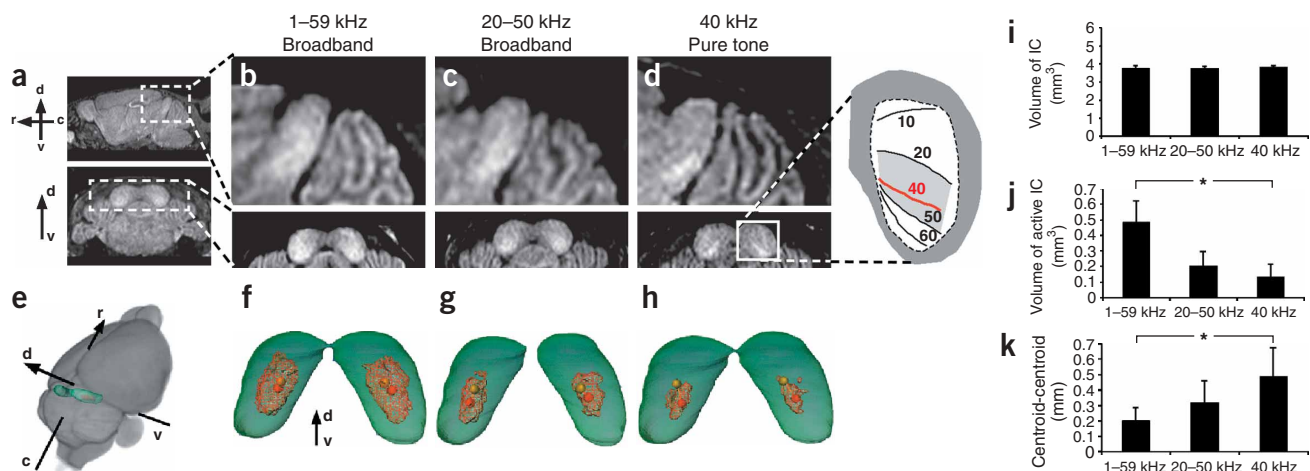 1–59 kHz
Broadband
20–50 kHz
Broadband
40 kHz
Pure tone
a
d
r
c
v
d
v
b
c
d
10
20
40
50
60
e
r
d
c
v
f
g
h
d
v
i
Volume of IC
(mm³)
6
5
4
3
2
1
0
1–59 kHz 20–50 kHz 40 kHz
j
Volume of active IC
(mm³)
0.7
0.6
0.5
0.4
0.3
0.2
0.1
0
*
1–59 kHz 20–50 kHz 40 kHz
k
Centroid-centroid
(mm)
0.7
0.6
0.5
0.4
0.3
0.2
0.1
0
*
1–59 kHz 20–50 kHz 40 kHz